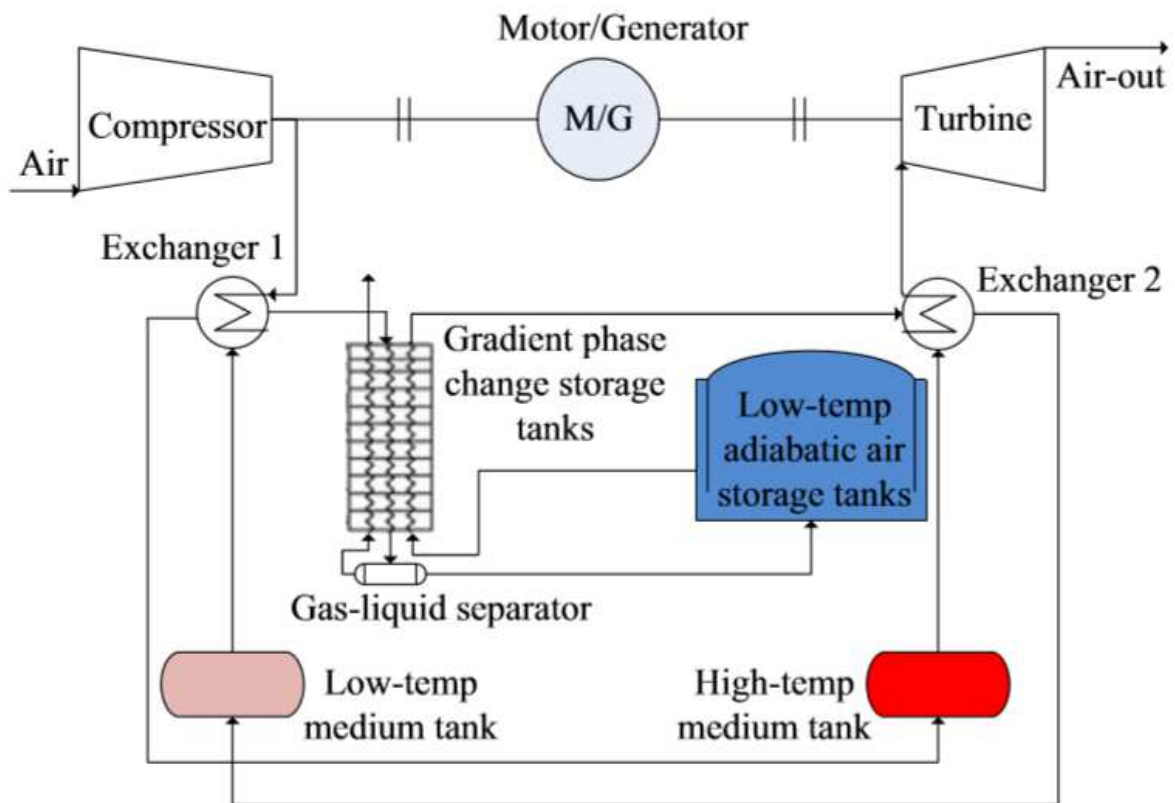 Motor/Generator
Air-out
Compressor
M/G
Turbine
Air
Exchanger 1
Exchanger 2
Gradient phase
change storage
tanks
Low-temp
adiabatic air
storage tanks
Gas-liquid separator
Low-temp
medium tank
High-temp
medium tank